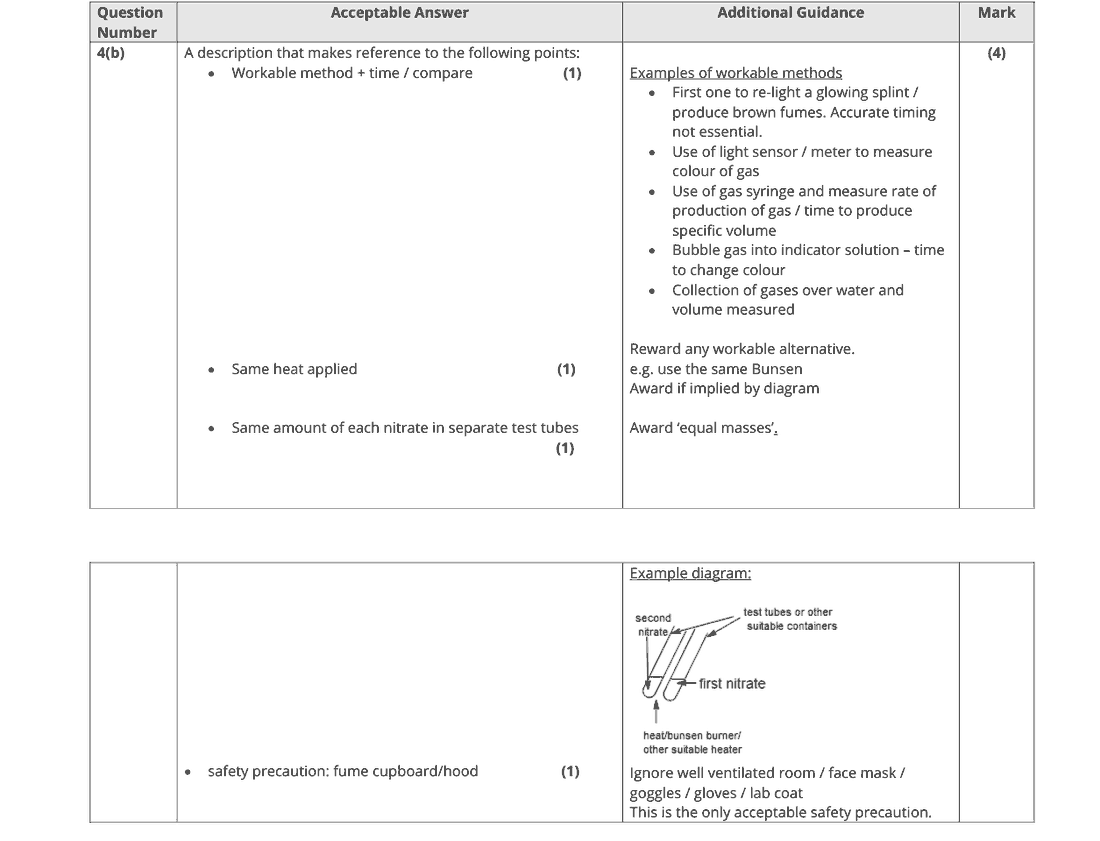 Question Number
Acceptable Answer
Additional Guidance
Mark
4(b)
A description that makes reference to the following points:
• Workable method + time / compare (1)
(4)
Examples of workable methods
• First one to re-light a glowing splint /
produce brown fumes. Accurate timing
not essential.
• Use of light sensor / meter to measure
colour of gas
• Use of gas syringe and measure rate of
production of gas / time to produce
specific volume
• Bubble gas into indicator solution – time
to change colour
• Collection of gases over water and
volume measured
Reward any workable alternative.
• Same heat applied (1)
e.g. use the same Bunsen
Award if implied by diagram
• Same amount of each nitrate in separate test tubes
(1)
Award ‘equal masses’.
Example diagram:
second
nitrate
test tubes or other
suitable containers
first nitrate
heat/bunsen burner/
other suitable heater
• safety precaution: fume cupboard/hood (1)
Ignore well ventilated room / face mask /
goggles / gloves / lab coat
This is the only acceptable safety precaution.